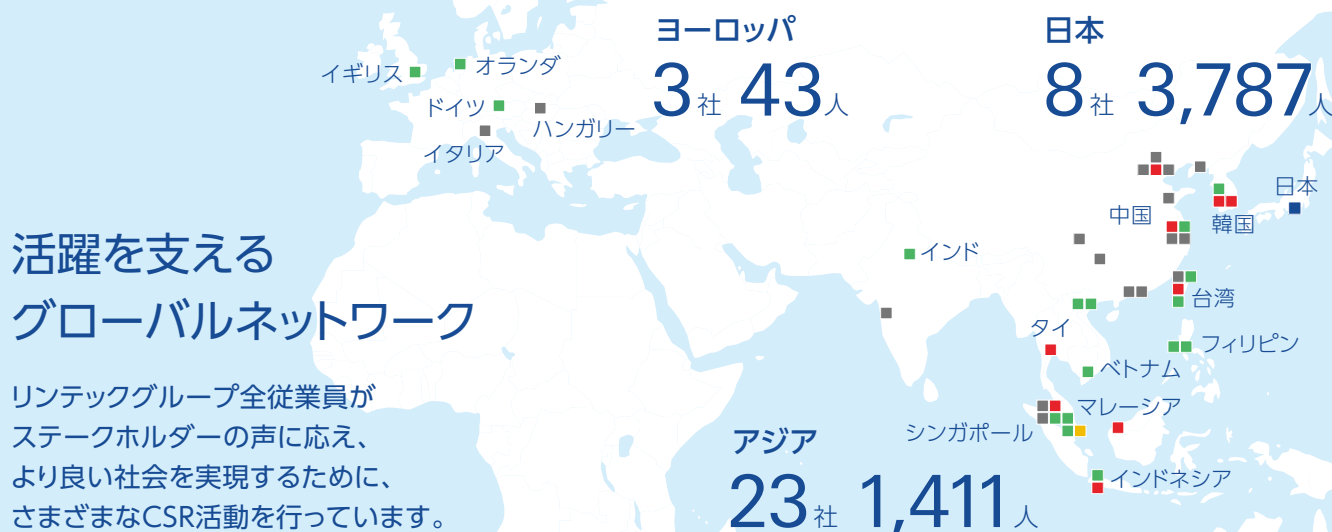 ヨーロッパ
3社 43人
日本
8社 3,787人
イギリス
オランダ
ドイツ
ハンガリー
イタリア
中国
韓国
日本
インド
台湾
タイ
フィリピン
ベトナム
マレーシア
シンガポール
インドネシア
活躍を支える
グローバルネットワーク
リンテックグループ全従業員が
ステークホルダーの声に応え、
より良い社会を実現するために、
さまざまなCSR活動を行っています。
アジア
23社 1,411人